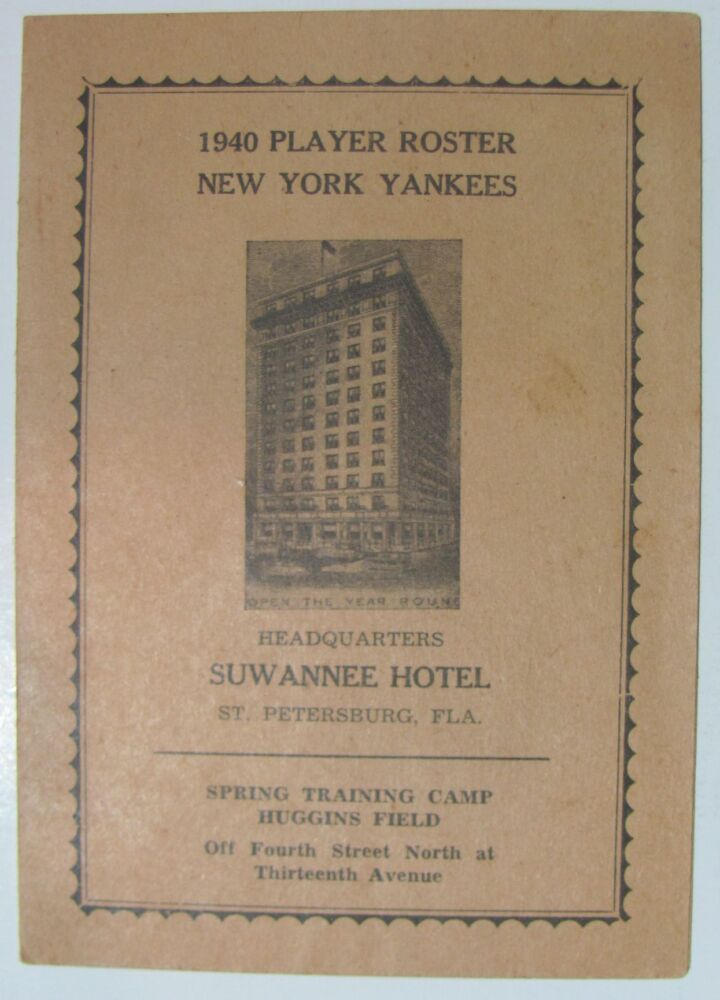 1940 PLAYER ROSTER
NEW YORK YANKEES
OPEN THE YEAR ROUND
HEADQUARTERS
SUWANNEE HOTEL
ST. PETERSBURG, FLA.
SPRING TRAINING CAMP
HUGGINS FIELD
Off Fourth Street North at
Thirteenth Avenue